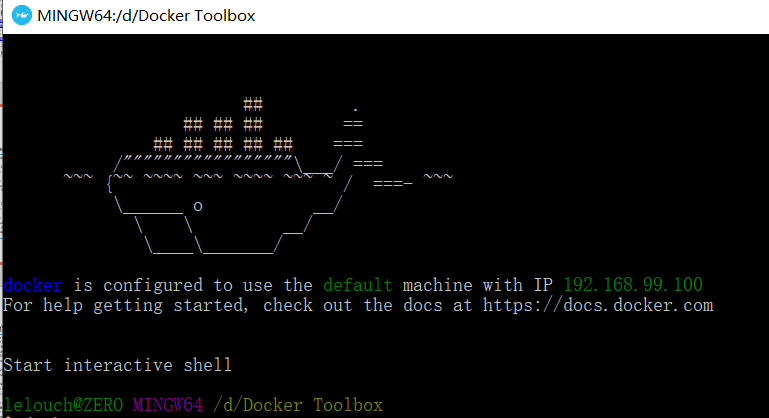 MINGW64:/d/Docker Toolbox
## .
## ## ## ==
## ## ## ## ## ===
/"""""""""""""""""\___/ ===
~~~ {~~ ~~~~ ~~~ ~~~~ ~~~ ~ / ===- ~~~
\______ o __/
\ \ __/
\____\_______/
docker is configured to use the default machine with IP 192.168.99.100
For help getting started, check out the docs at https://docs.docker.com
Start interactive shell
lelouch@ZERO MINGW64 /d/Docker Toolbox